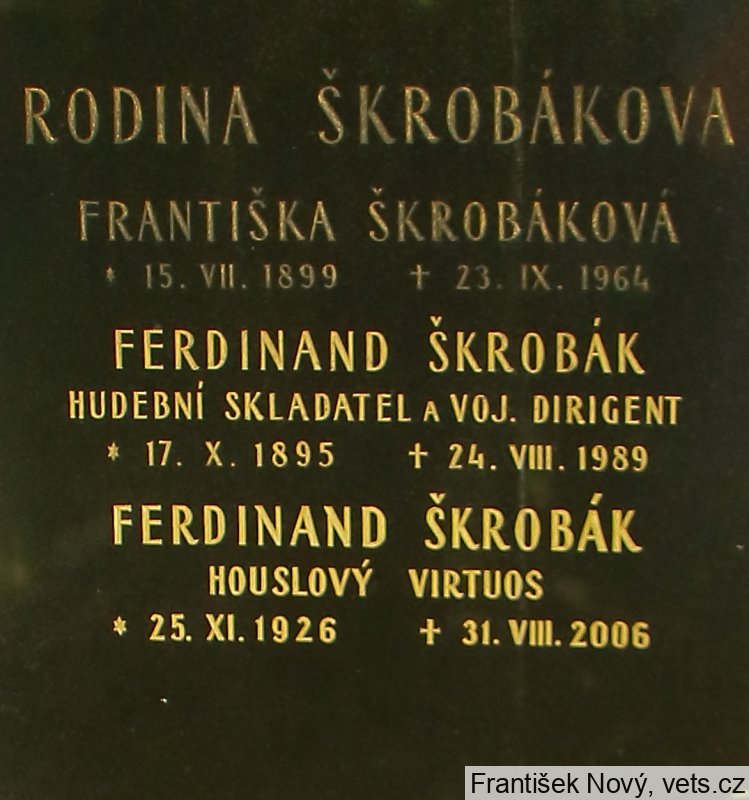 RODINA ŠKROBÁKOVA
FRANTIŠKA ŠKROBÁKOVÁ
* 15. VII. 1899 † 23. IX. 1964
FERDINAND ŠKROBÁK
HUDEBNÍ SKLADATEL A VOJ. DIRIGENT
* 17. X. 1895 † 24. VIII. 1989
FERDINAND ŠKROBÁK
HOUSLOVÝ VIRTUOS
* 25. XI. 1926 † 31. VIII. 2006
František Nový, vets.cz